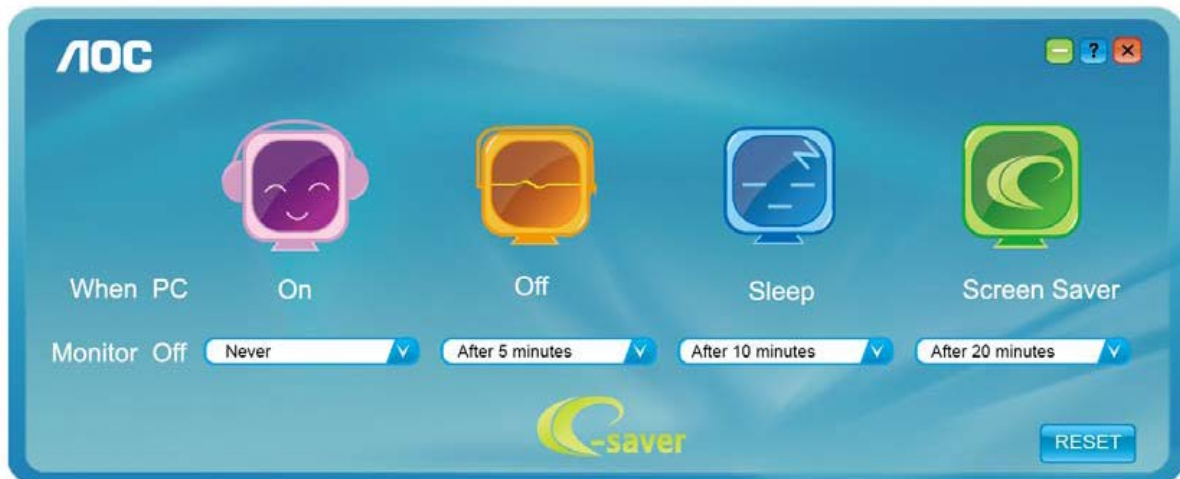 AOC
?
When PC On Off Sleep Screen Saver
Monitor Off Never After 5 minutes After 10 minutes After 20 minutes
e-saver
RESET